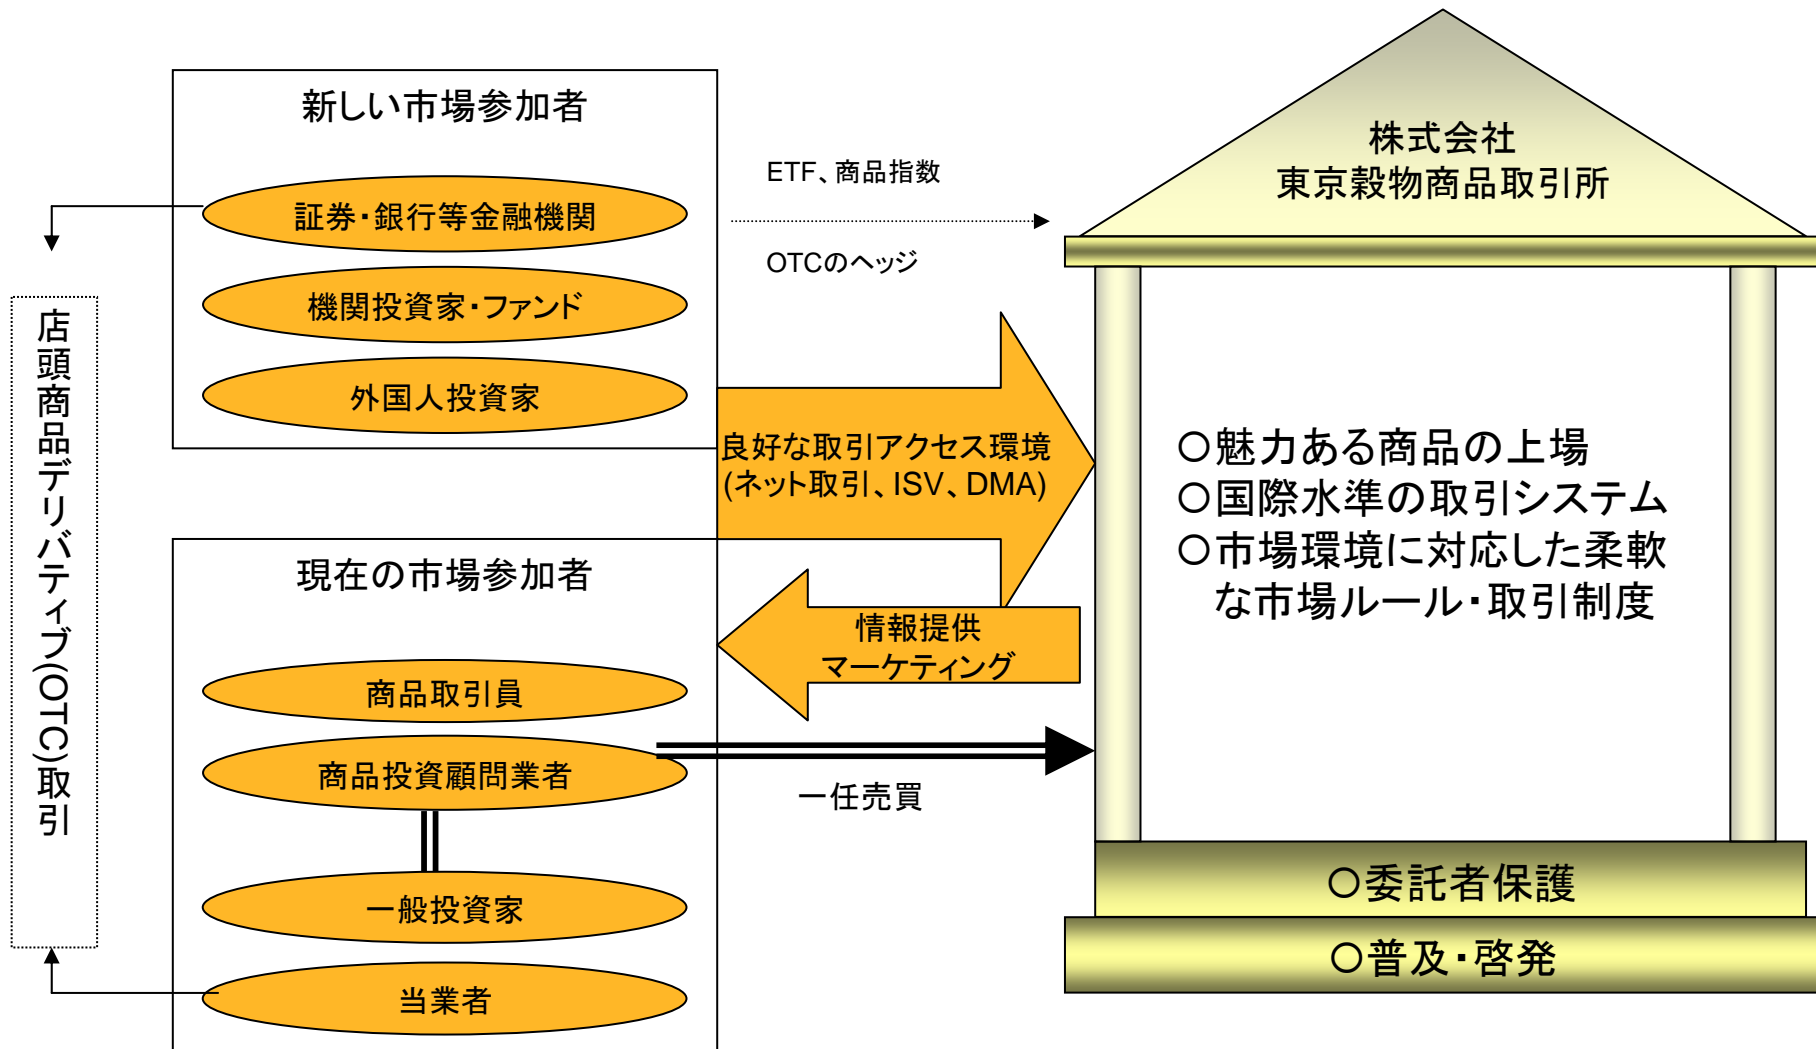 新しい市場参加者
証券・銀行等金融機関
機関投資家・ファンド
外国人投資家
店頭商品デリバティブ(OTC)取引
現在の市場参加者
商品取引員
商品投資顧問業者
一般投資家
当業者
ETF、商品指数
OTCのヘッジ
良好な取引アクセス環境
(ネット取引、ISV、DMA)
情報提供
マーケティング
一任売買
株式会社
東京穀物商品取引所
○魅力ある商品の上場
○国際水準の取引システム
○市場環境に対応した柔軟
な市場ルール・取引制度
○委託者保護
○普及・啓発